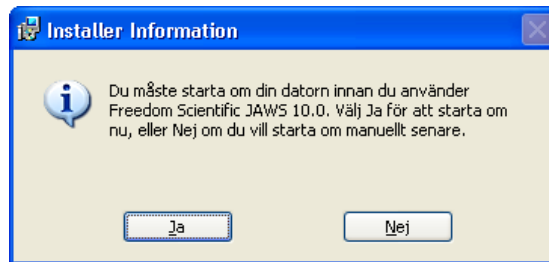 Installer Information
Du måste starta om din datorn innan du använder
Freedom Scientific JAWS 10.0. Välj Ja för att starta om
nu, eller Nej om du vill starta om manuellt senare.
Ja
Nej